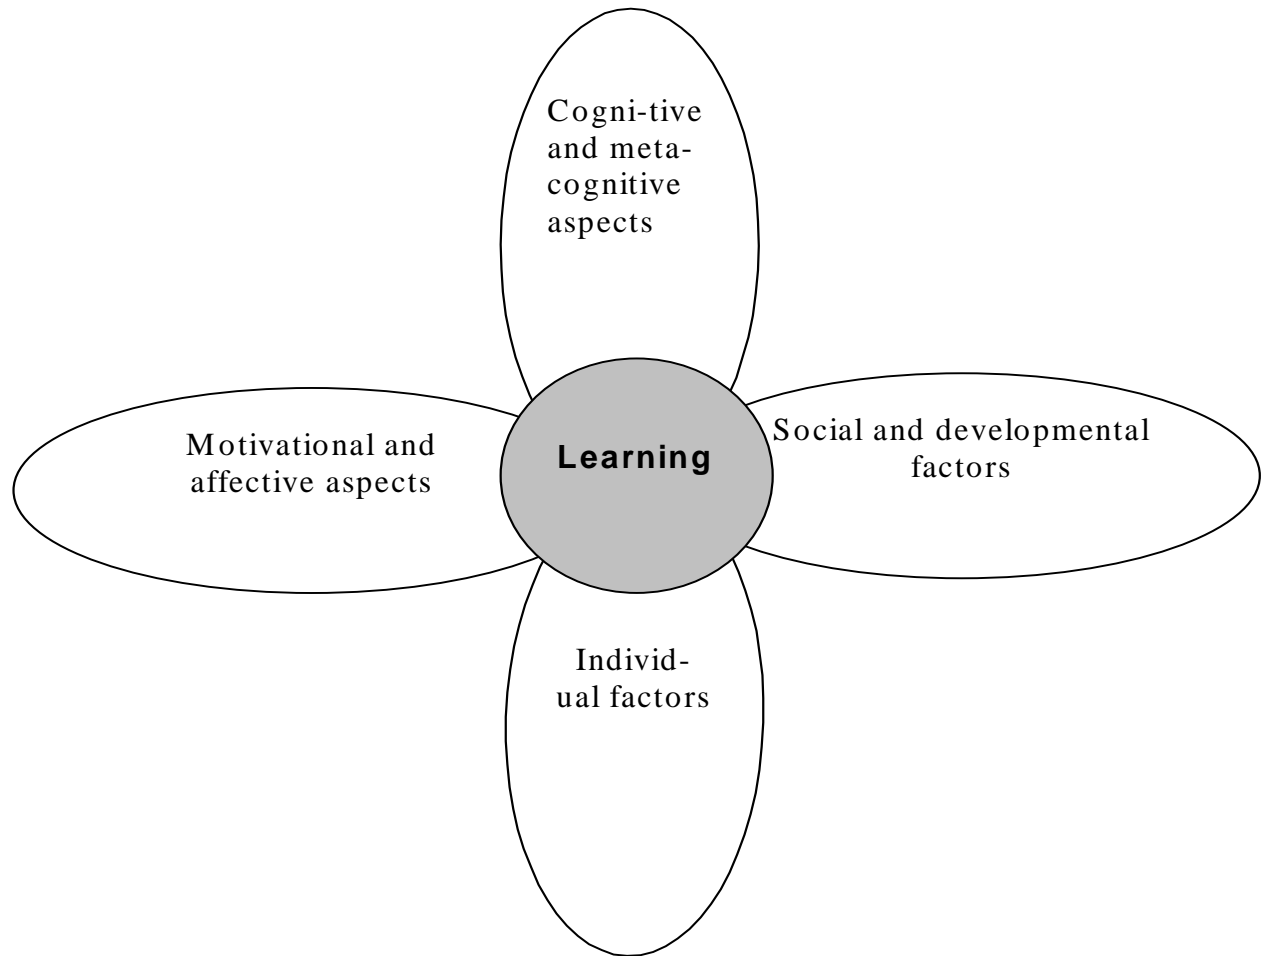 Cogni-tive
and meta-
cognitive
aspects
Motivational and
affective aspects
Learning
Social and developmental
factors
Individ-
ual factors